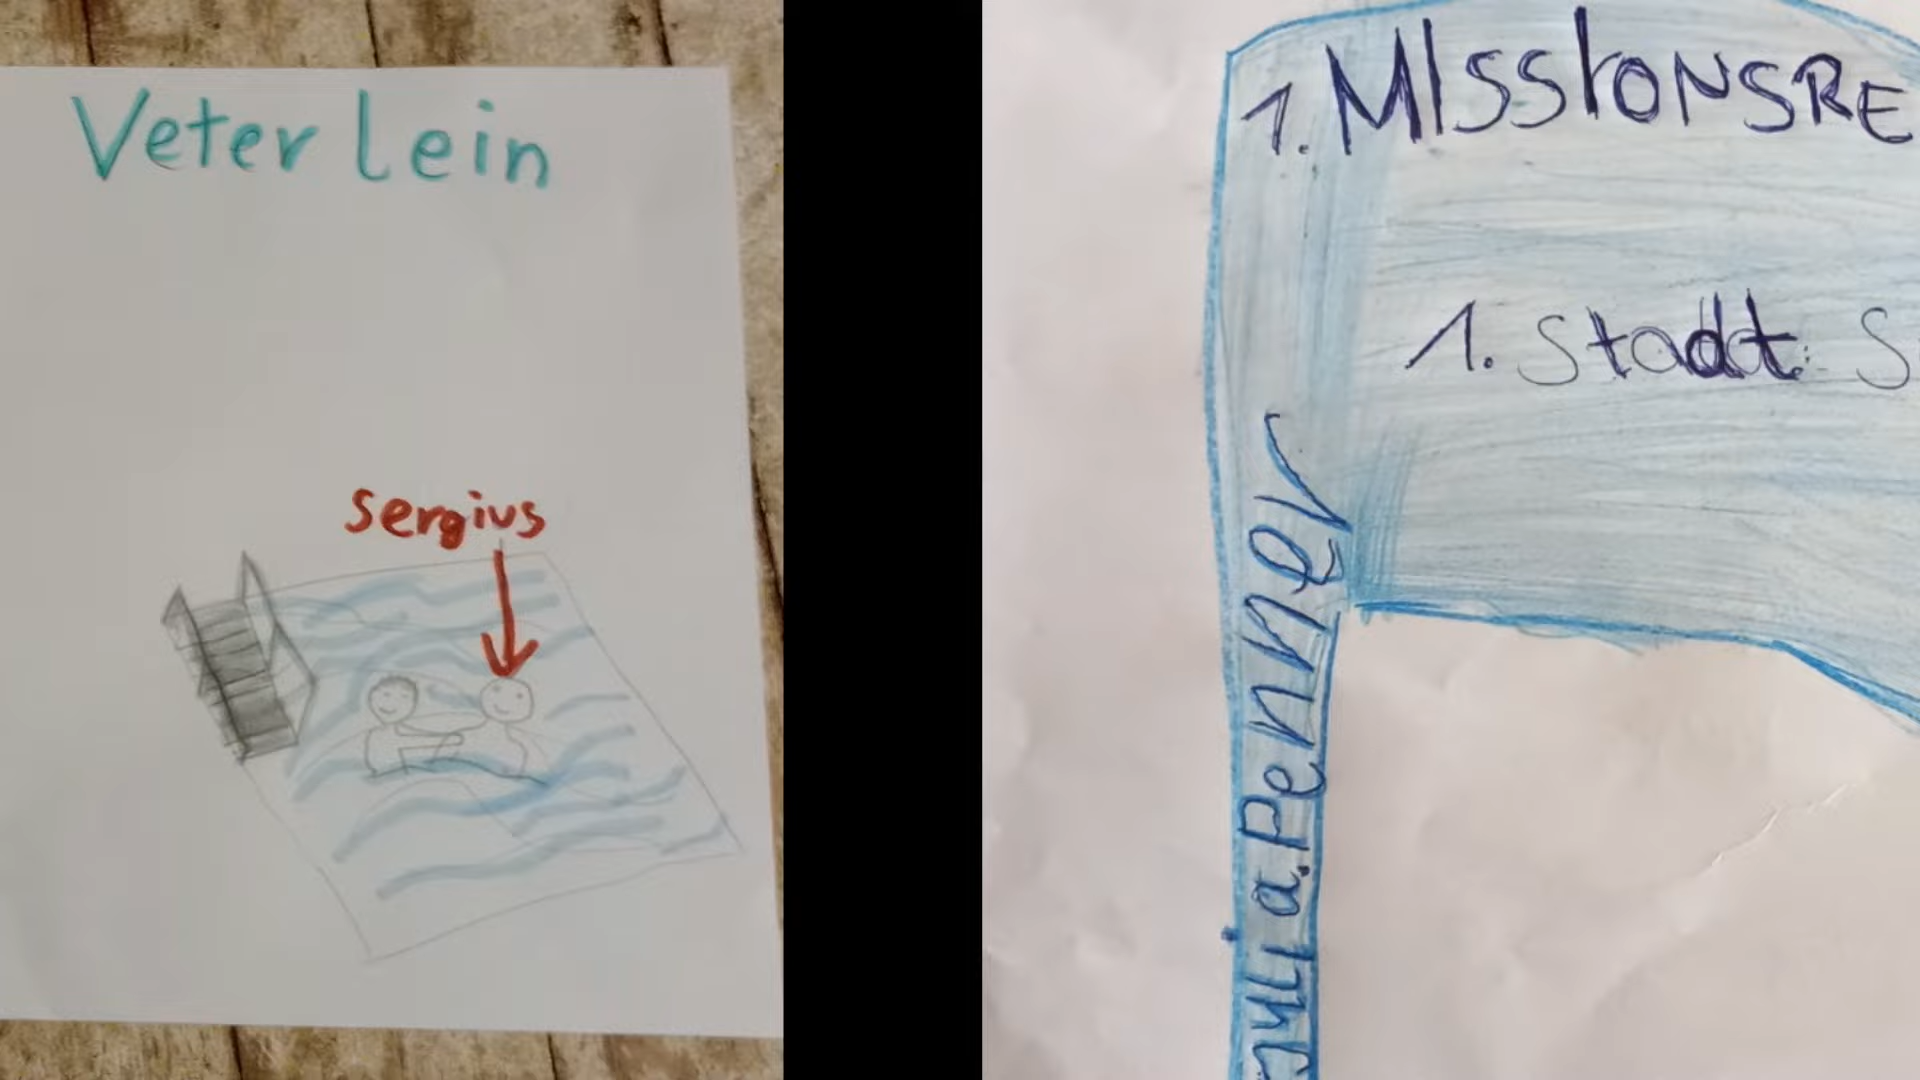 Veter lein
sergius
1. MISSIONSRE
1. Stadt: S
a. Penner